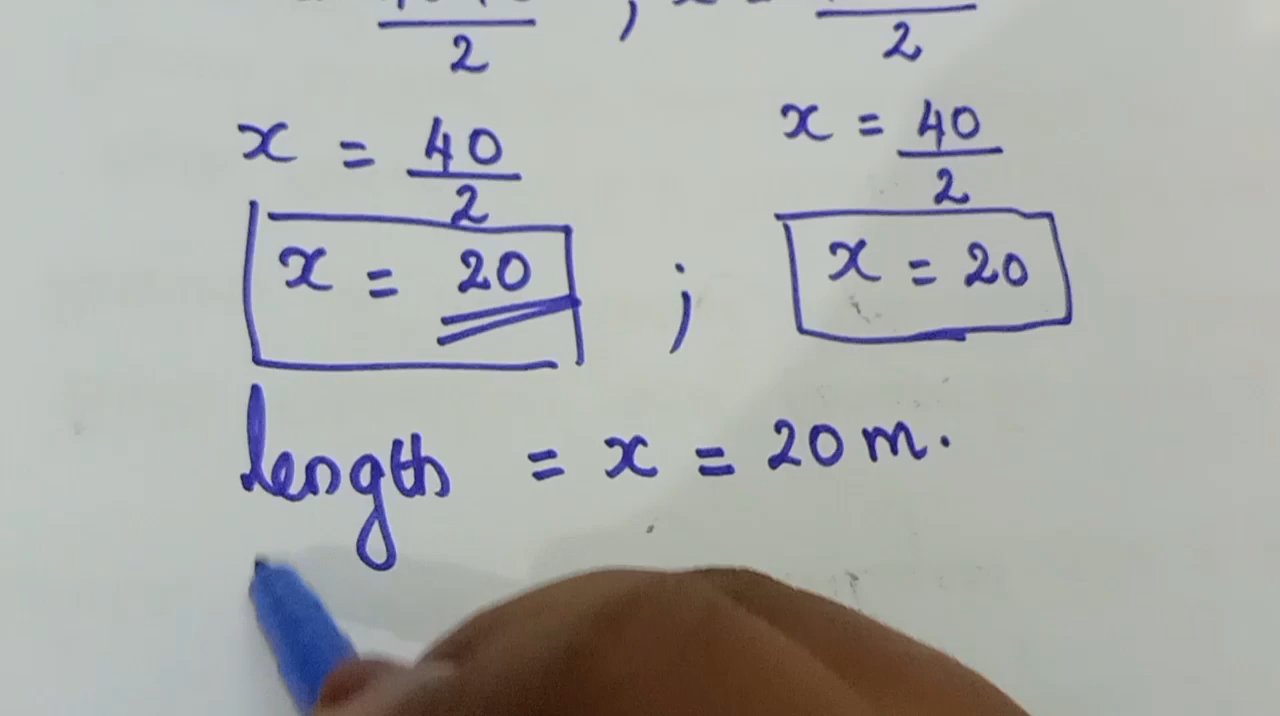 2 ; 2
x = 40/2 x = 40/2
x = 20 ; x = 20
length = x = 20 m.